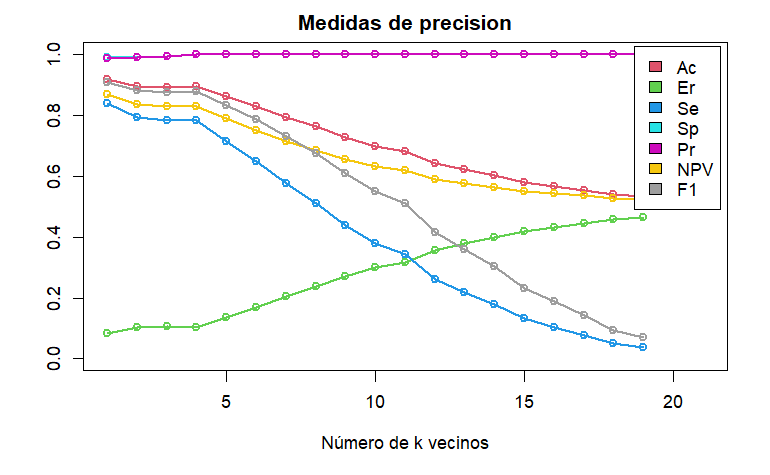 Medidas de precision
1.0
0.8
0.6
0.4
0.2
0.0
Ac
Er
Se
Sp
Pr
NPV
F1
5 10 15 20
Número de k vecinos